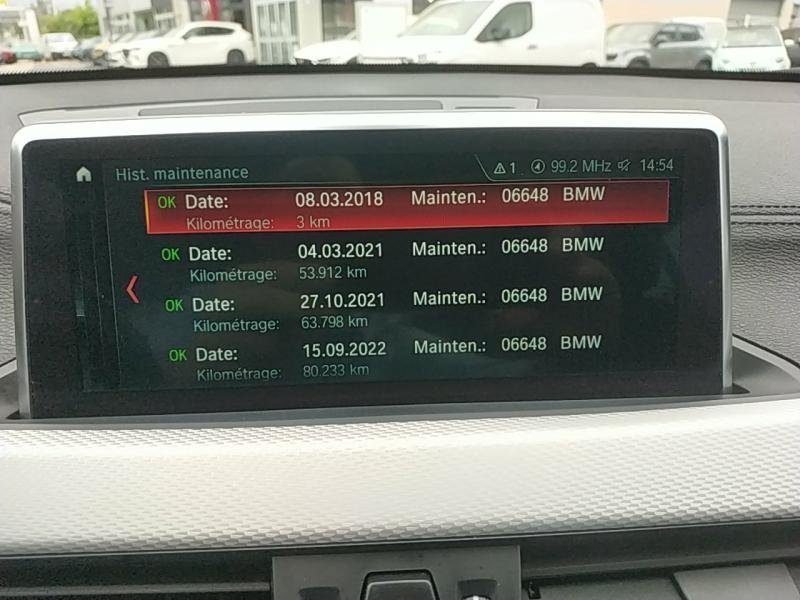 Hist. maintenance 1 99.2 MHz 14:54
OK Date: 08.03.2018 Mainten.: 06648 BMW
Kilométrage: 3 km
OK Date: 04.03.2021 Mainten.: 06648 BMW
Kilométrage: 53.912 km
OK Date: 27.10.2021 Mainten.: 06648 BMW
Kilométrage: 63.798 km
OK Date: 15.09.2022 Mainten.: 06648 BMW
Kilométrage: 80.233 km